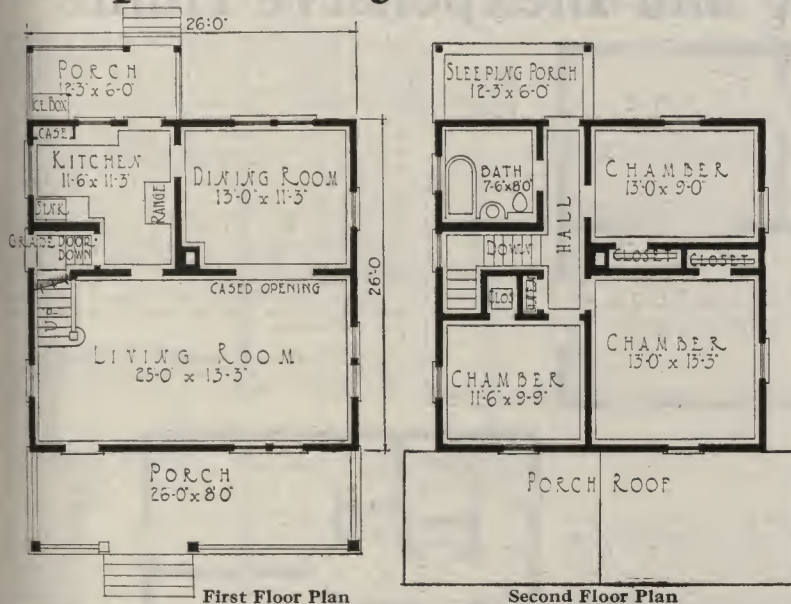 26'-0"
PORCH
12'-3" x 6'-0"
ICE BOX
CASE
KITCHEN
11'-6" x 11'-3"
SINK
RANGE
DINING ROOM
13'-0" x 11'-3"
GRADE DOOR
DOWN
UP
CASED OPENING
26'-0
LIVING ROOM
25'-0 x 13'-3"
PORCH
26'-0" x 8'0"
First Floor Plan
SLEEPING PORCH
12'-3" x 6'-0"
BATH
7'-6" x 8'0"
HALL
CHAMBER
13'-0" x 9'-0"
DOWN
CLOSET
CLOSET
CLOS
LINEN
CHAMBER
11'-6" x 9'-9"
CHAMBER
13'-0" x 13'-3"
PORCH ROOF
Second Floor Plan